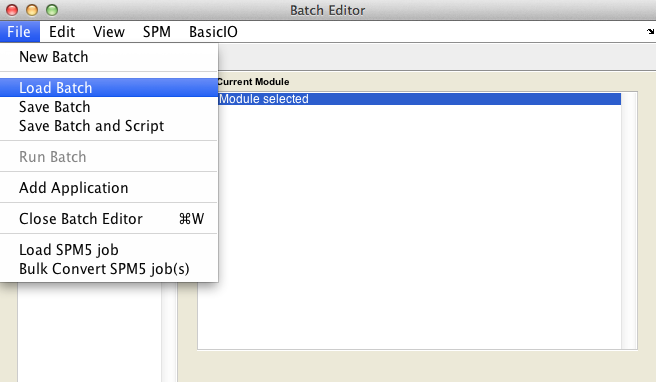 Batch Editor
File Edit View SPM BasicIO
New Batch
Load Batch
Save Batch
Save Batch and Script
Run Batch
Add Application
Close Batch Editor ⌘W
Load SPM5 job
Bulk Convert SPM5 job(s)
Current Module
Module selected